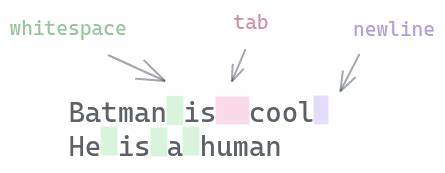 whitespace tab newline
Batman is cool
He is a human